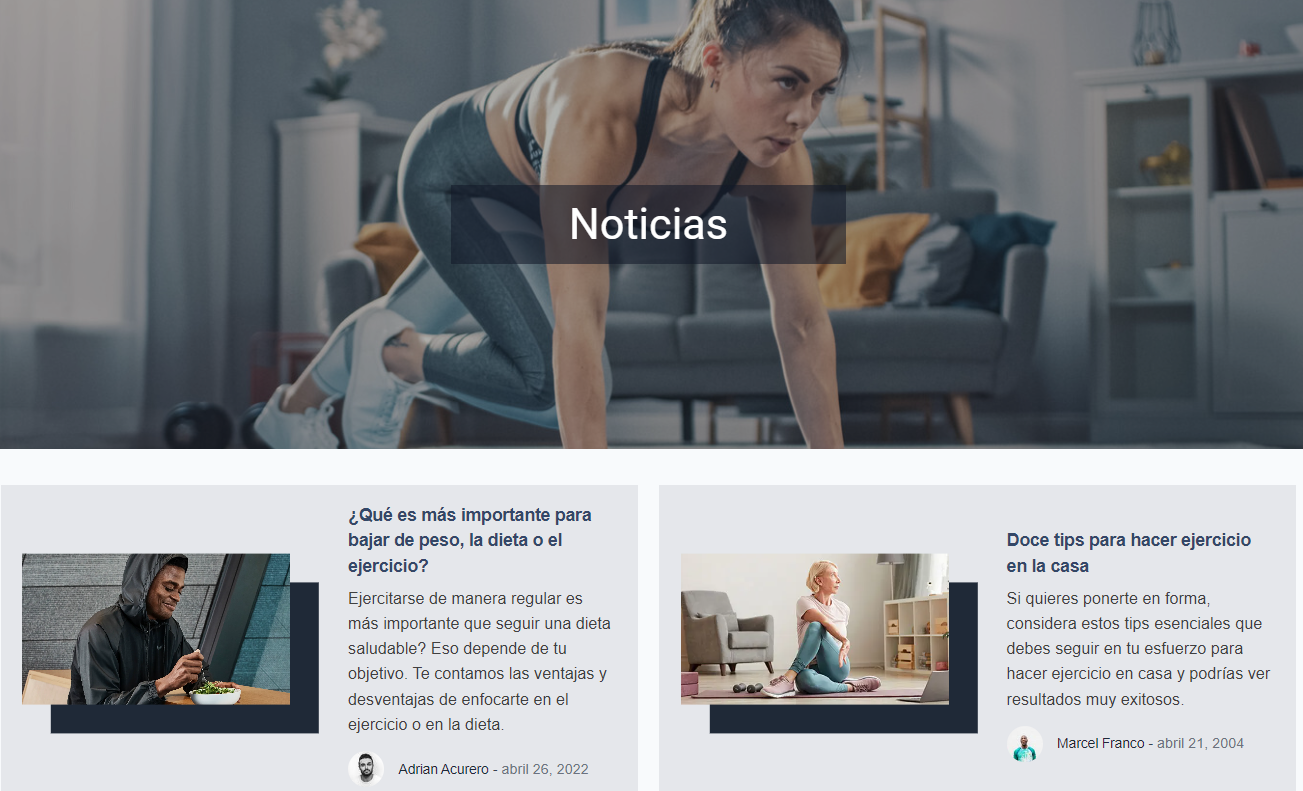 Noticias
¿Qué es más importante para
bajar de peso, la dieta o el
ejercicio?
Ejercitarse de manera regular es
más importante que seguir una dieta
saludable? Eso depende de tu
objetivo. Te contamos las ventajas y
desventajas de enfocarte en el
ejercicio o en la dieta.
Adrian Acurero - abril 26, 2022
Doce tips para hacer ejercicio
en la casa
Si quieres ponerte en forma,
considera estos tips esenciales que
debes seguir en tu esfuerzo para
hacer ejercicio en casa y podrías ver
resultados muy exitosos.
Marcel Franco - abril 21, 2004